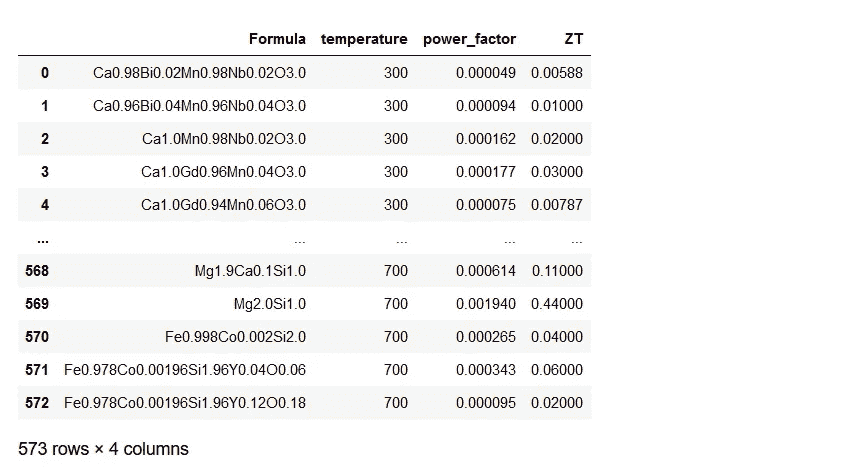 Formula temperature power_factor ZT
0 Ca0.98Bi0.02Mn0.98Nb0.02O3.0 300 0.000049 0.00588
1 Ca0.96Bi0.04Mn0.96Nb0.04O3.0 300 0.000094 0.01000
2 Ca1.0Mn0.98Nb0.02O3.0 300 0.000162 0.02000
3 Ca1.0Gd0.96Mn0.04O3.0 300 0.000177 0.03000
4 Ca1.0Gd0.94Mn0.06O3.0 300 0.000075 0.00787
... ... ... ... ...
568 Mg1.9Ca0.1Si1.0 700 0.000614 0.11000
569 Mg2.0Si1.0 700 0.001940 0.44000
570 Fe0.998Co0.002Si2.0 700 0.000265 0.04000
571 Fe0.978Co0.00196Si1.96Y0.04O0.06 700 0.000343 0.06000
572 Fe0.978Co0.00196Si1.96Y0.12O0.18 700 0.000095 0.02000
573 rows × 4 columns